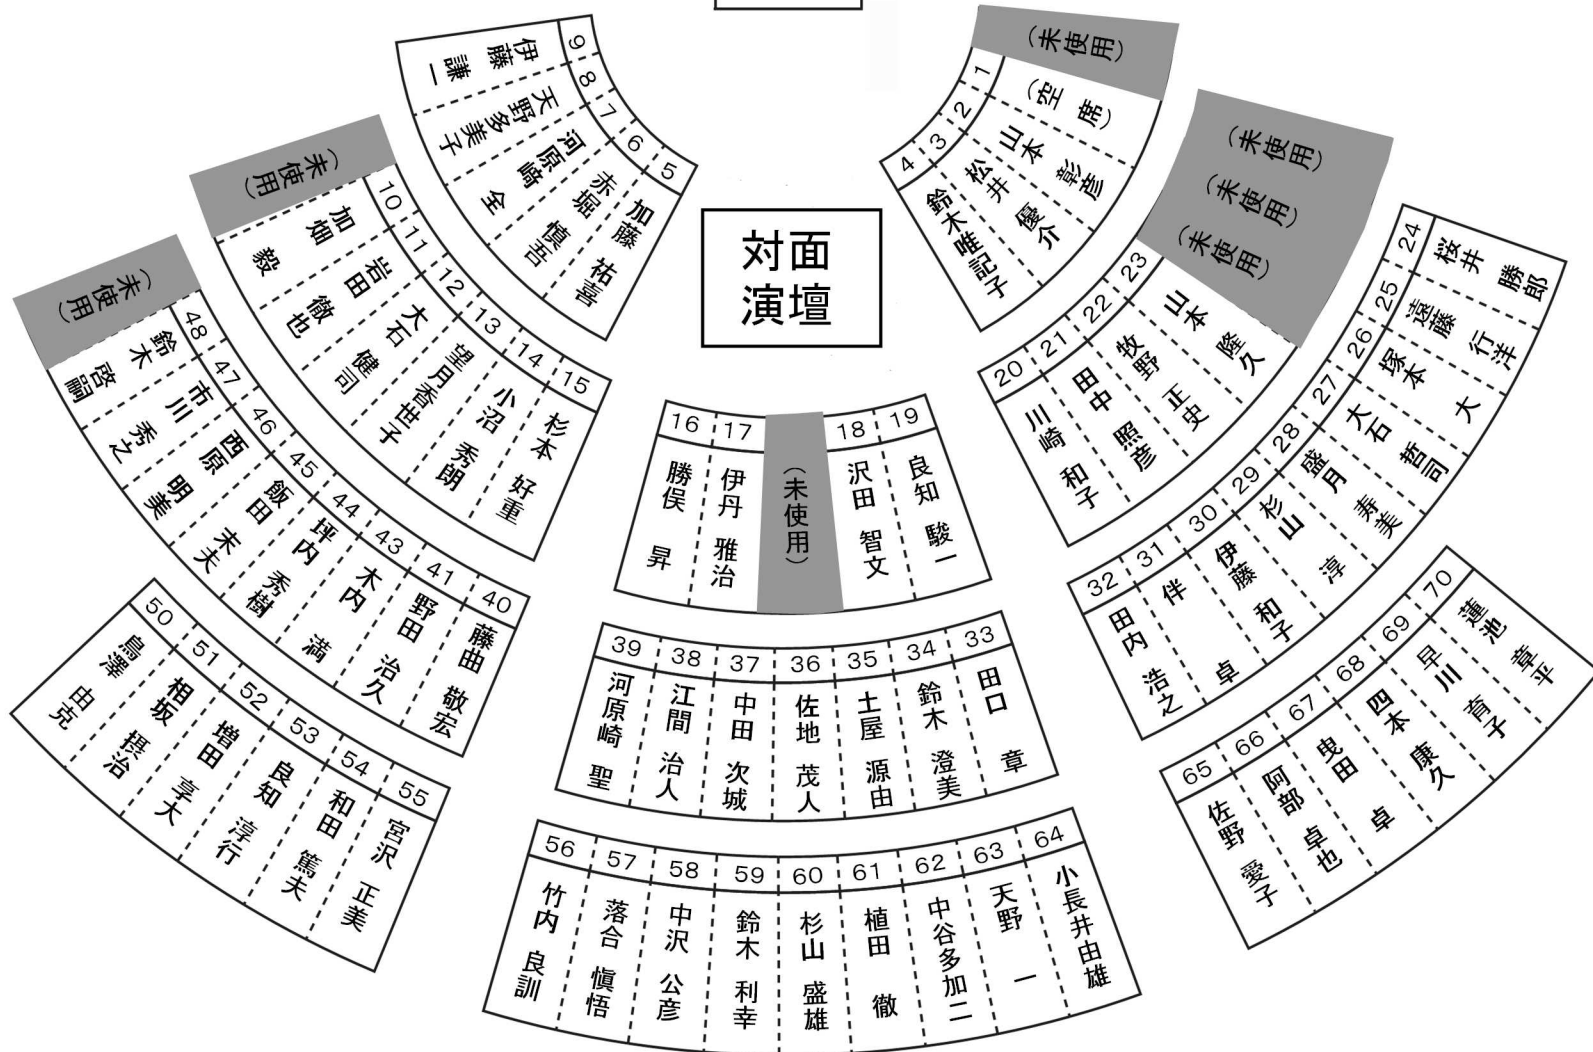 対面
演壇
(未使用)
1 (空席)
2 山本 彰彦
3 松井 優介
4 鈴木唯記子
5 加藤 祐喜
6 赤堀 慎吾
7 河原﨑 全
8 天野多美子
9 伊藤 謙一
(未使用)
10 加畑 毅
11 岩田 徹也
12 大石 健司
13 望月香世子
14 小沼 秀朗
15 杉本 好重
16 勝俣 昇
17 伊丹 雅治
(未使用)
18 沢田 智文
19 良知 駿一
20 川崎 和子
21 田中 照彦
22 牧野 正史
23 山本 隆久
(未使用)
(未使用)
(未使用)
24 桜井 勝郎
25 遠藤 行洋
26 塚本 大
27 大石 哲司
28 盛月 寿美
29 杉山 淳
30 伊藤 和子
31 伴 卓
32 田内 浩之
33 田口 章
34 鈴木 澄美
35 土屋 源由
36 佐地 茂人
37 中田 次城
38 江間 治人
39 河原崎 聖
40 藤曲 敬宏
41 野田 治久
43 木内 満
44 坪内 秀樹
45 飯田 末夫
46 西原 明美
47 市川 秀之
48 鈴木 啓嗣
(未使用)
50 鳥澤 由克
51 相坂 摂治
52 増田 享大
53 良知 淳行
54 和田 篤夫
55 宮沢 正美
56 竹内 良訓
57 落合 愼悟
58 中沢 公彦
59 鈴木 利幸
60 杉山 盛雄
61 植田 徹
62 中谷多加二
63 天野 一
64 小長井由雄
65 佐野 愛子
66 阿部 卓也
67 曳田 卓
68 四本 康久
69 早川 育子
70 蓮池 章平